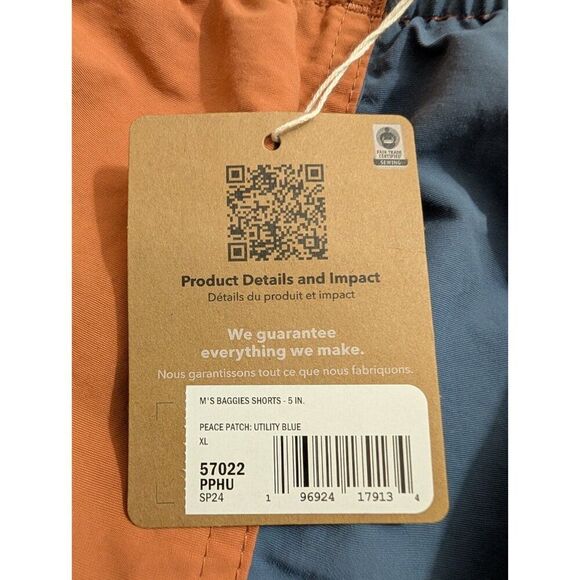 FAIR TRADE
CERTIFIED
SEWING
Product Details and Impact
Détails du produit et impact
We guarantee
everything we make.
Nous garantissons tout ce que nous fabriquons.
M'S BAGGIES SHORTS - 5 IN.
PEACE PATCH: UTILITY BLUE
XL
57022
PPHU
SP24
1 96924 17913 4